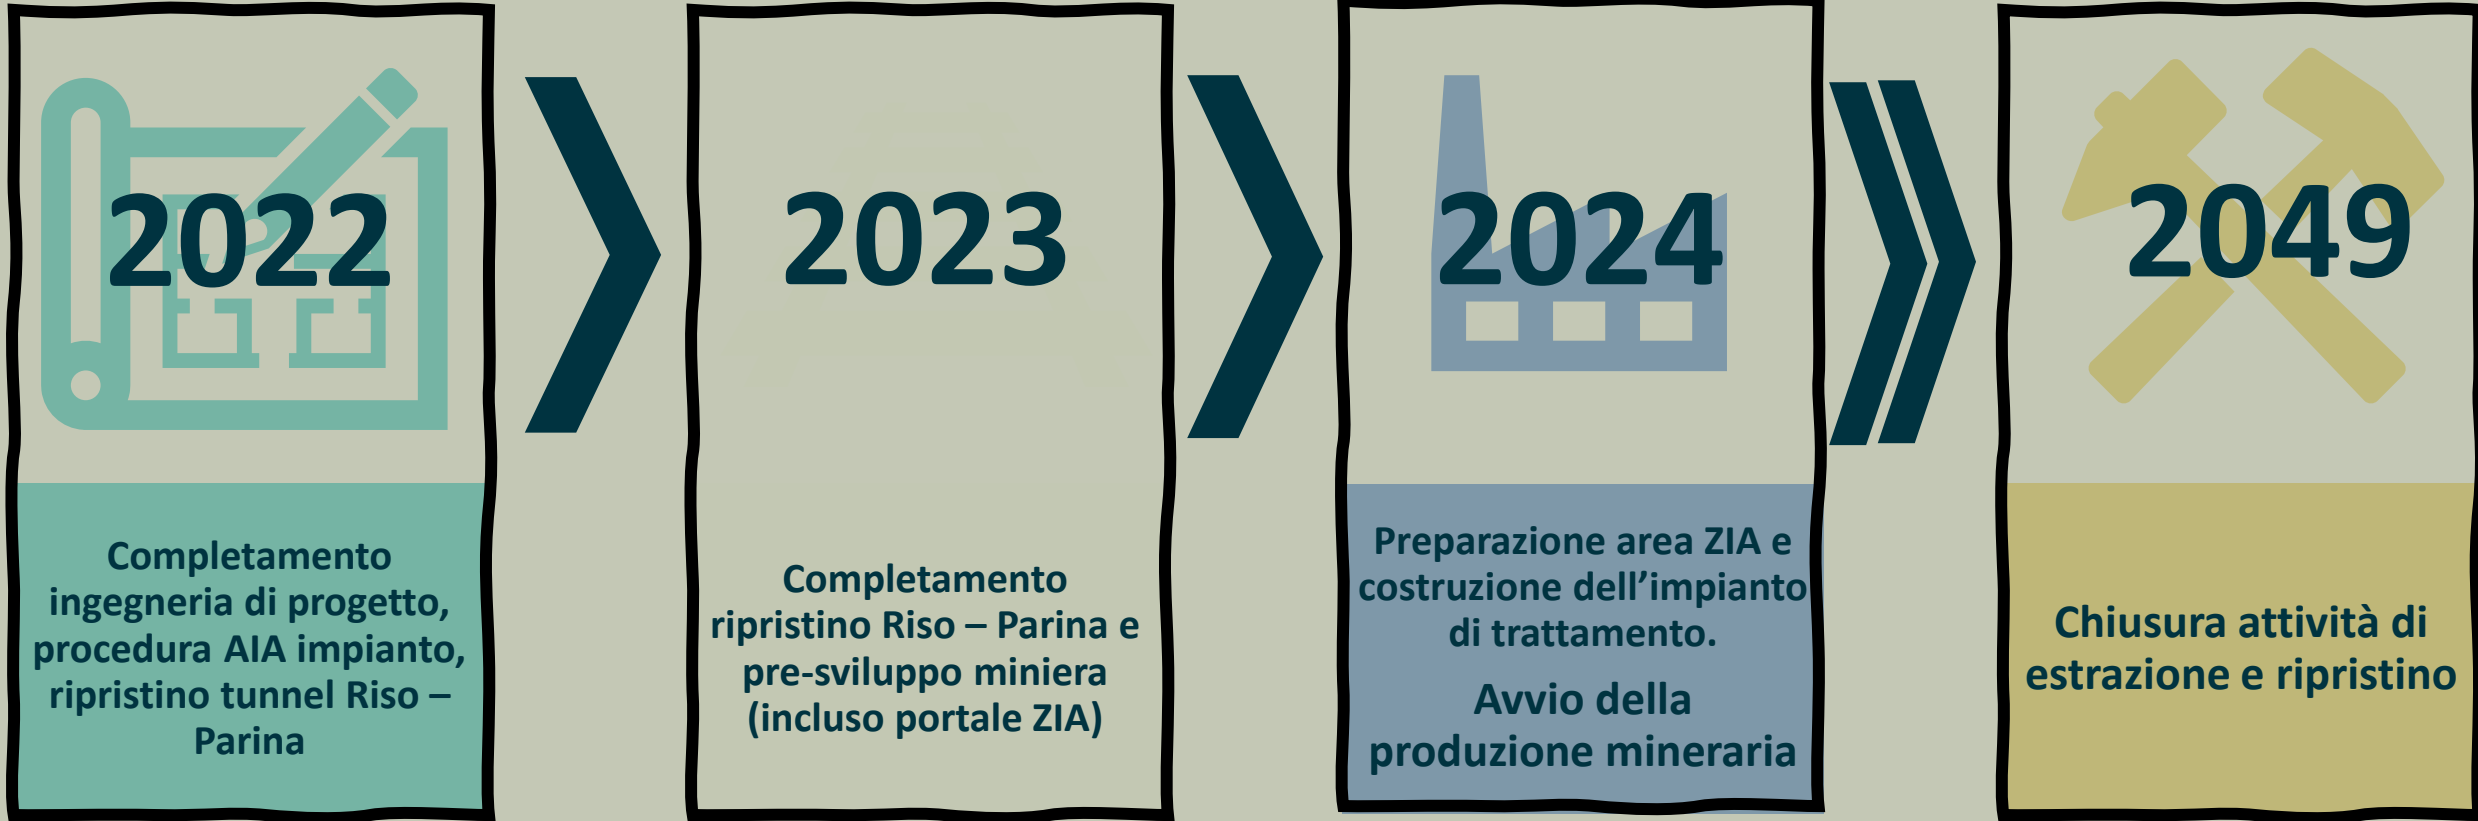 2022
Completamento
ingegneria di progetto,
procedura AIA impianto,
ripristino tunnel Riso –
Parina
2023
Completamento
ripristino Riso – Parina e
pre-sviluppo miniera
(incluso portale ZIA)
2024
Preparazione area ZIA e
costruzione dell’impianto
di trattamento.
Avvio della
produzione mineraria
2049
Chiusura attività di
estrazione e ripristino